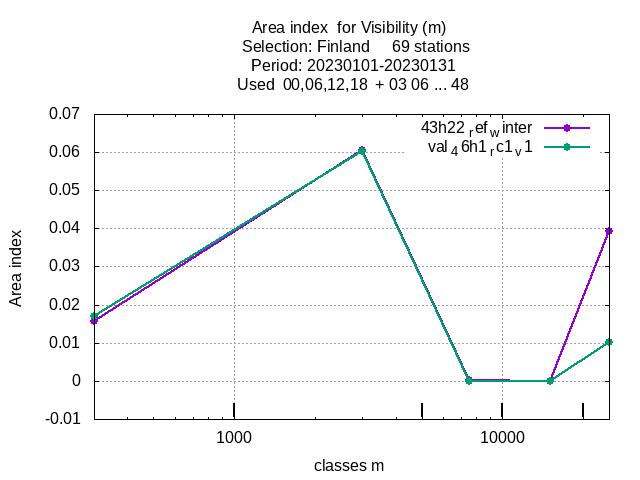 Area index  for Visibility (m)
Selection: Finland     69 stations
Period: 20230101-20230131
Used  00,06,12,18  + 03 06 ... 48
43h22_ref_winter
val_46h1_rc1_v1
0.07
0.06
0.05
0.04
0.03
0.02
0.01
0
-0.01
Area index
1000
10000
classes m